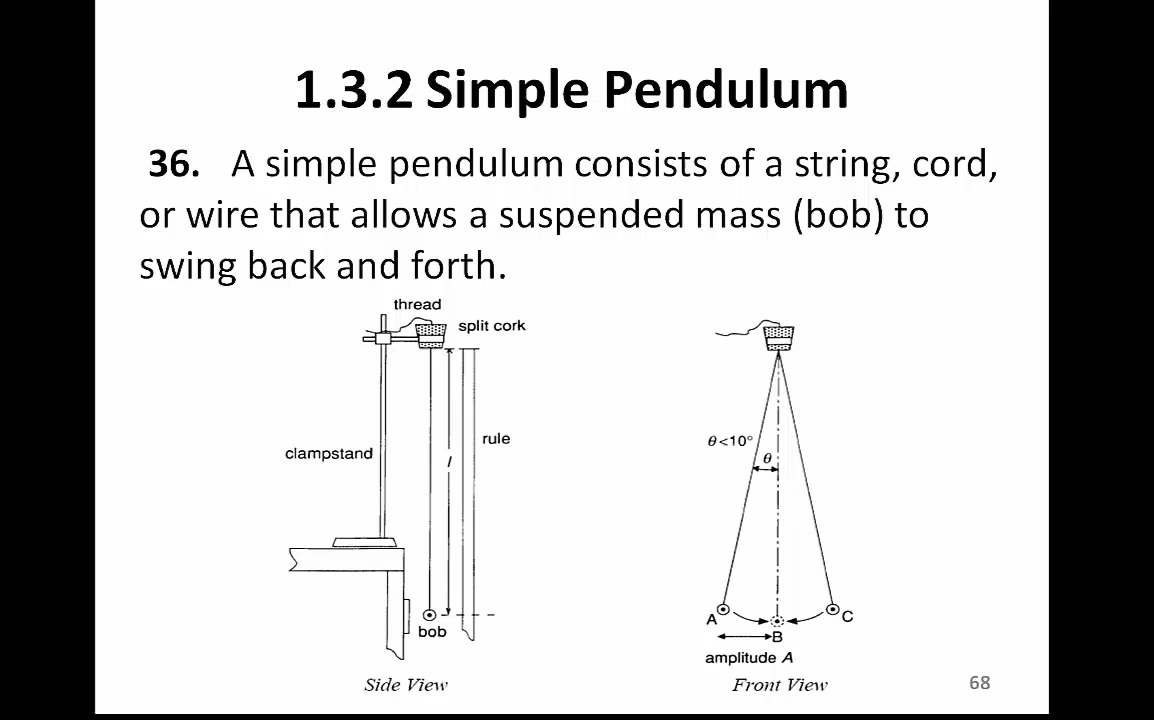 1.3.2 Simple Pendulum
36. A simple pendulum consists of a string, cord,
or wire that allows a suspended mass (bob) to
swing back and forth.
thread
split cork
rule
clampstand
l
bob
Side View
θ<10°
θ
A
B
C
amplitude A
Front View
68